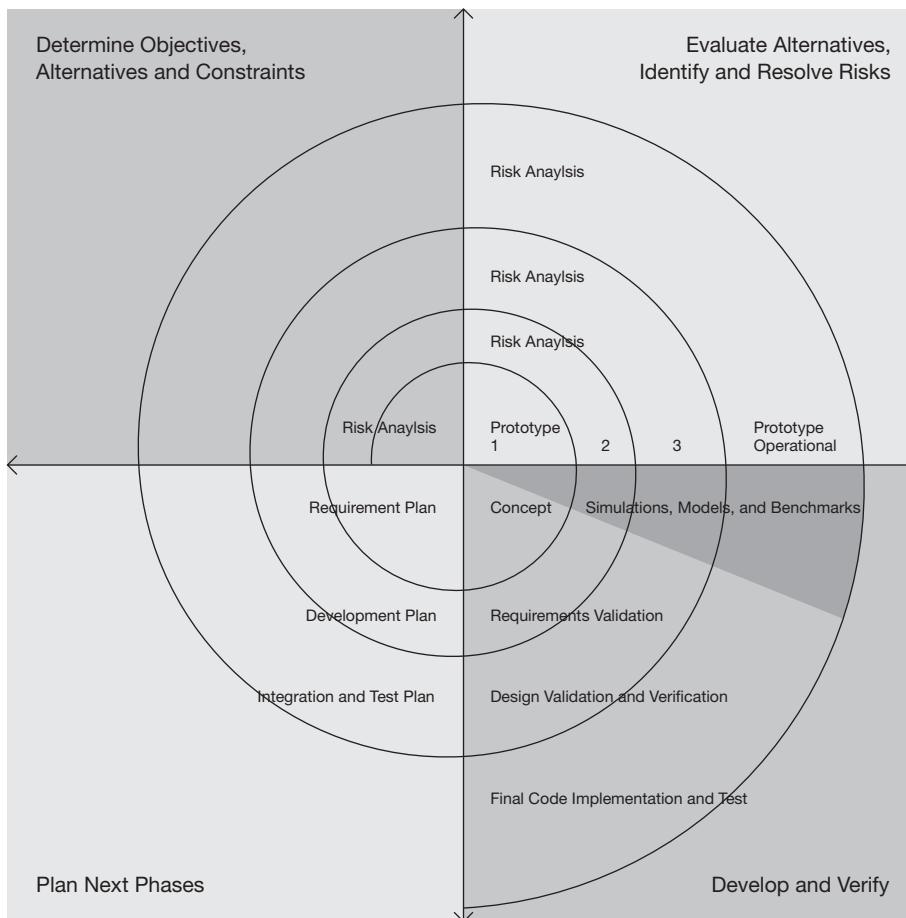 Determine Objectives,
Alternatives and Constraints
Evaluate Alternatives,
Identify and Resolve Risks
Risk Anaylsis
Risk Anaylsis
Risk Anaylsis
Risk Anaylsis
Prototype
1
2
3
Prototype
Operational
Requirement Plan
Concept
Simulations, Models, and Benchmarks
Development Plan
Requirements Validation
Integration and Test Plan
Design Validation and Verification
Final Code Implementation and Test
Plan Next Phases
Develop and Verify